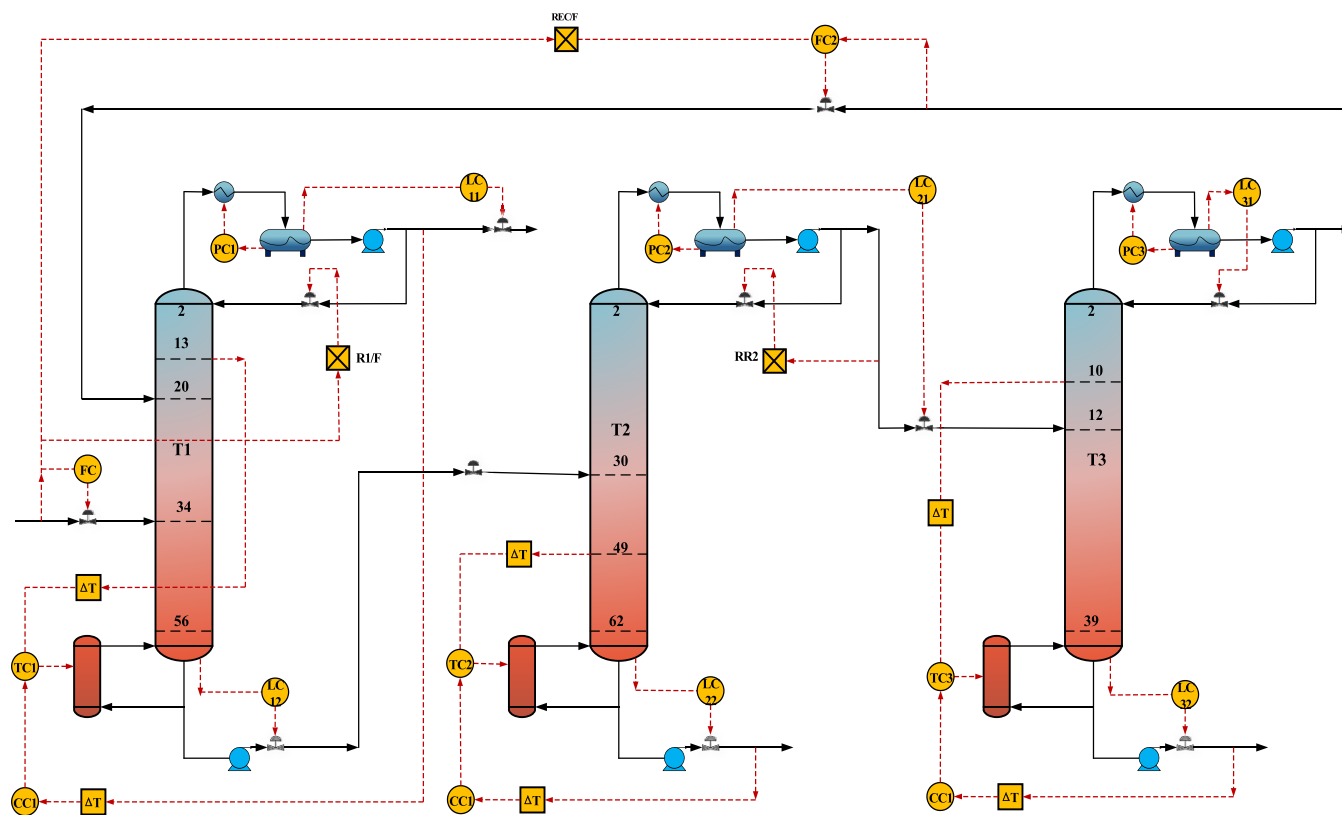 REC/F
FC2
LC
11
LC
21
LC
31
PC1
PC2
PC3
2
2
2
13
R1/F
RR2
10
20
12
T1
T2
T3
30
FC
34
ΔT
49
ΔT
ΔT
56
62
39
TC1
TC2
TC3
LC
12
LC
22
LC
32
CC1
ΔT
CC1
ΔT
CC1
ΔT